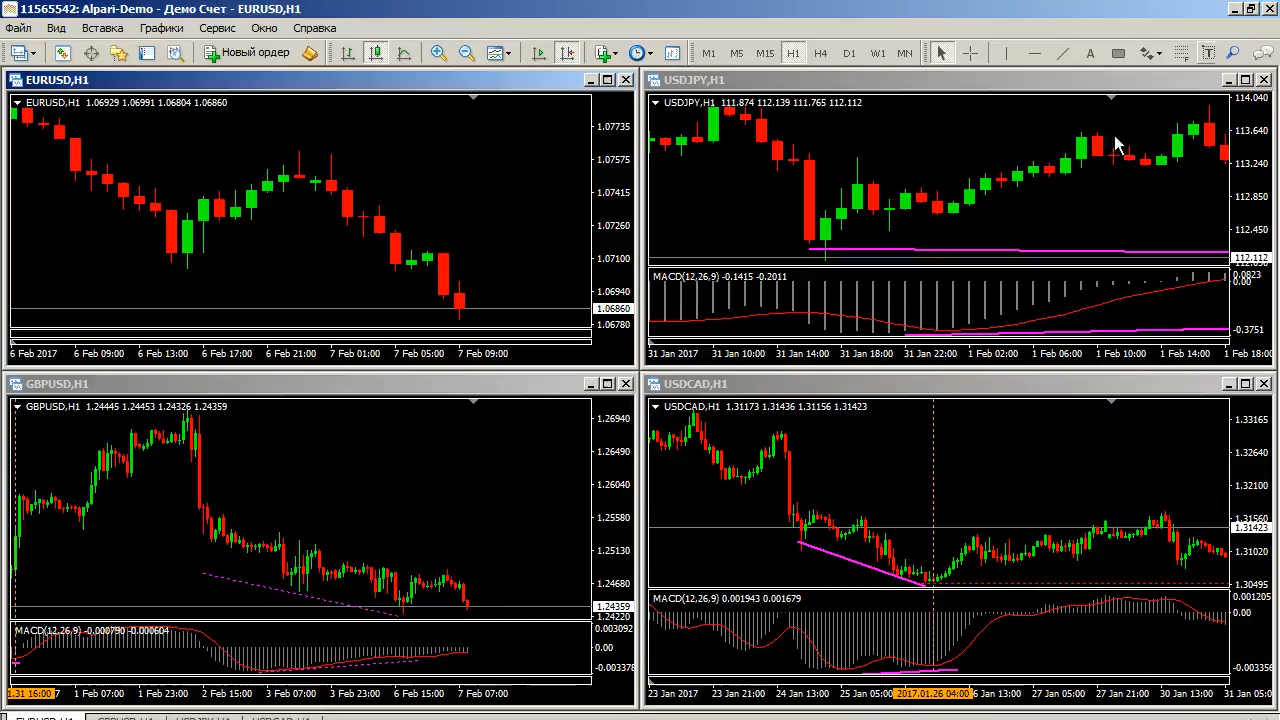 11565542: Alpari-Demo - Демо Счет - EURUSD,H1
Файл Вид Вставка Графики Сервис Окно Справка
Новый ордер M1 M5 M15 H1 H4 D1 W1 MN A T
EURUSD,H1
EURUSD,H1 1.06929 1.06991 1.06804 1.06860
1.07735
1.07575
1.07415
1.07260
1.07100
1.06940
1.06860
1.06780
6 Feb 2017 6 Feb 09:00 6 Feb 13:00 6 Feb 17:00 6 Feb 21:00 7 Feb 01:00 7 Feb 05:00 7 Feb 09:00
USDJPY,H1
USDJPY,H1 111.874 112.139 111.765 112.112
114.040
113.640
113.240
112.850
112.450
112.112
MACD(12,26,9) -0.1415 -0.2011
0.0823
0.00
-0.3751
31 Jan 2017 31 Jan 10:00 31 Jan 14:00 31 Jan 18:00 31 Jan 22:00 1 Feb 02:00 1 Feb 06:00 1 Feb 10:00 1 Feb 14:00 1 Feb 18:00
GBPUSD,H1
GBPUSD,H1 1.24445 1.24453 1.24326 1.24359
1.26940
1.26490
1.26040
1.25580
1.25130
1.24680
1.24359
1.24220
MACD(12,26,9) -0.000790 -0.000604
0.003092
0.00
-0.003378
1.31 16:00 1 Feb 07:00 1 Feb 23:00 2 Feb 15:00 3 Feb 07:00 3 Feb 23:00 6 Feb 15:00 7 Feb 07:00
USDCAD,H1
USDCAD,H1 1.31173 1.31436 1.31156 1.31423
1.33165
1.32640
1.32100
1.31560
1.31423
1.31020
1.30495
MACD(12,26,9) 0.001943 0.001679
0.001205
0.00
-0.003356
23 Jan 2017 23 Jan 21:00 24 Jan 13:00 25 Jan 05:00 2017.01.26 04:00 6 Jan 13:00 27 Jan 05:00 27 Jan 21:00 30 Jan 13:00 31 Jan 05:00